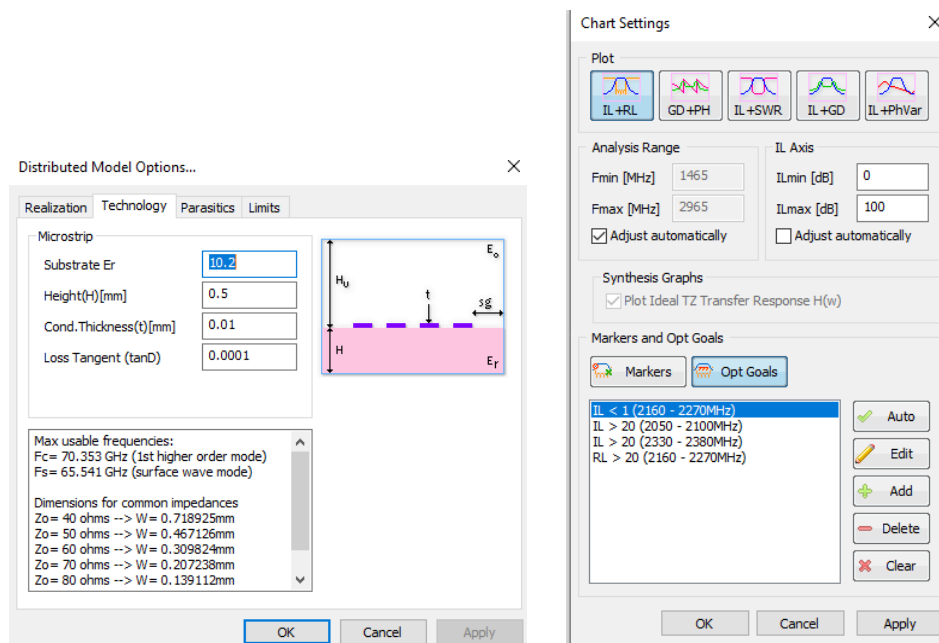 Distributed Model Options...
Realization Technology Parasitics Limits
Microstrip
Substrate Er 10.2
Height(H)[mm] 0.5
Cond.Thickness(t)[mm] 0.01
Loss Tangent (tanD) 0.0001
Eo
Hu
t
sg
H
Er
Max usable frequencies:
Fc= 70.353 GHz (1st higher order mode)
Fs= 65.541 GHz (surface wave mode)
Dimensions for common impedances
Zo= 40 ohms --> W= 0.718925mm
Zo= 50 ohms --> W= 0.467126mm
Zo= 60 ohms --> W= 0.309824mm
Zo= 70 ohms --> W= 0.207238mm
Zo= 80 ohms --> W= 0.139112mm
OK Cancel Apply
Chart Settings
Plot
IL+RL GD+PH IL+SWR IL+GD IL+PhVar
Analysis Range
Fmin [MHz] 1465
Fmax [MHz] 2965
Adjust automatically
IL Axis
ILmin [dB] 0
ILmax [dB] 100
Adjust automatically
Synthesis Graphs
Plot Ideal TZ Transfer Response H(w)
Markers and Opt Goals
Markers Opt Goals
IL < 1 (2160 - 2270MHz)
IL > 20 (2050 - 2100MHz)
IL > 20 (2330 - 2380MHz)
RL > 20 (2160 - 2270MHz)
Auto
Edit
Add
Delete
Clear
OK Cancel Apply